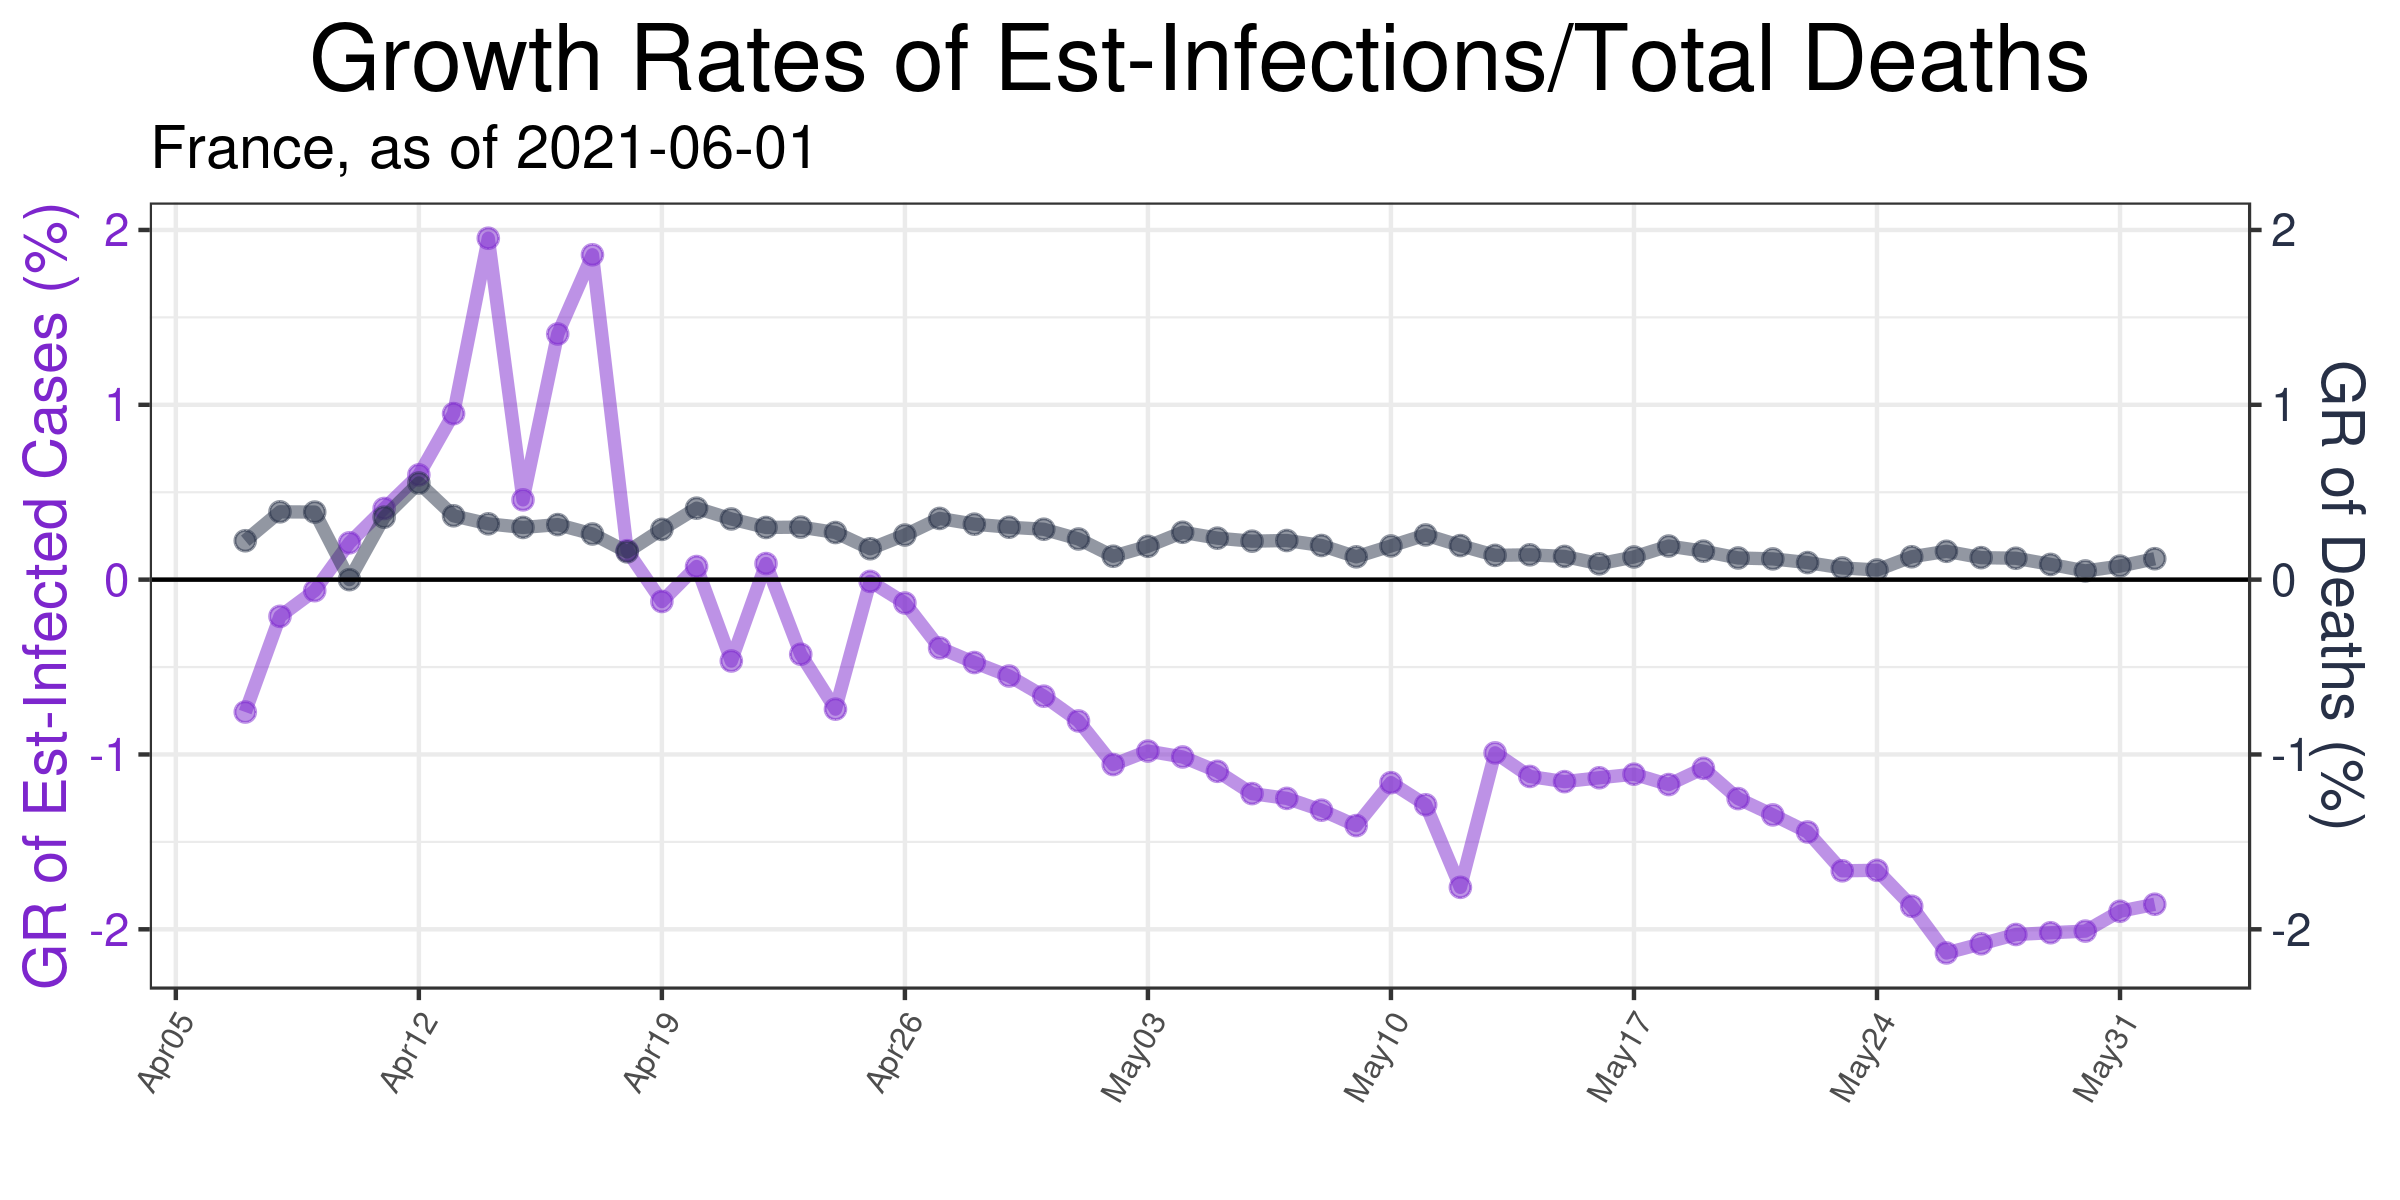 Growth Rates of Est-Infections/Total Deaths
France, as of 2021-06-01
GR of Est-Infected Cases (%)
2
1
0
-1
-2
2
1
0
-1
-2
GR of Deaths (%)
Apr05
Apr12
Apr19
Apr26
May03
May10
May17
May24
May31